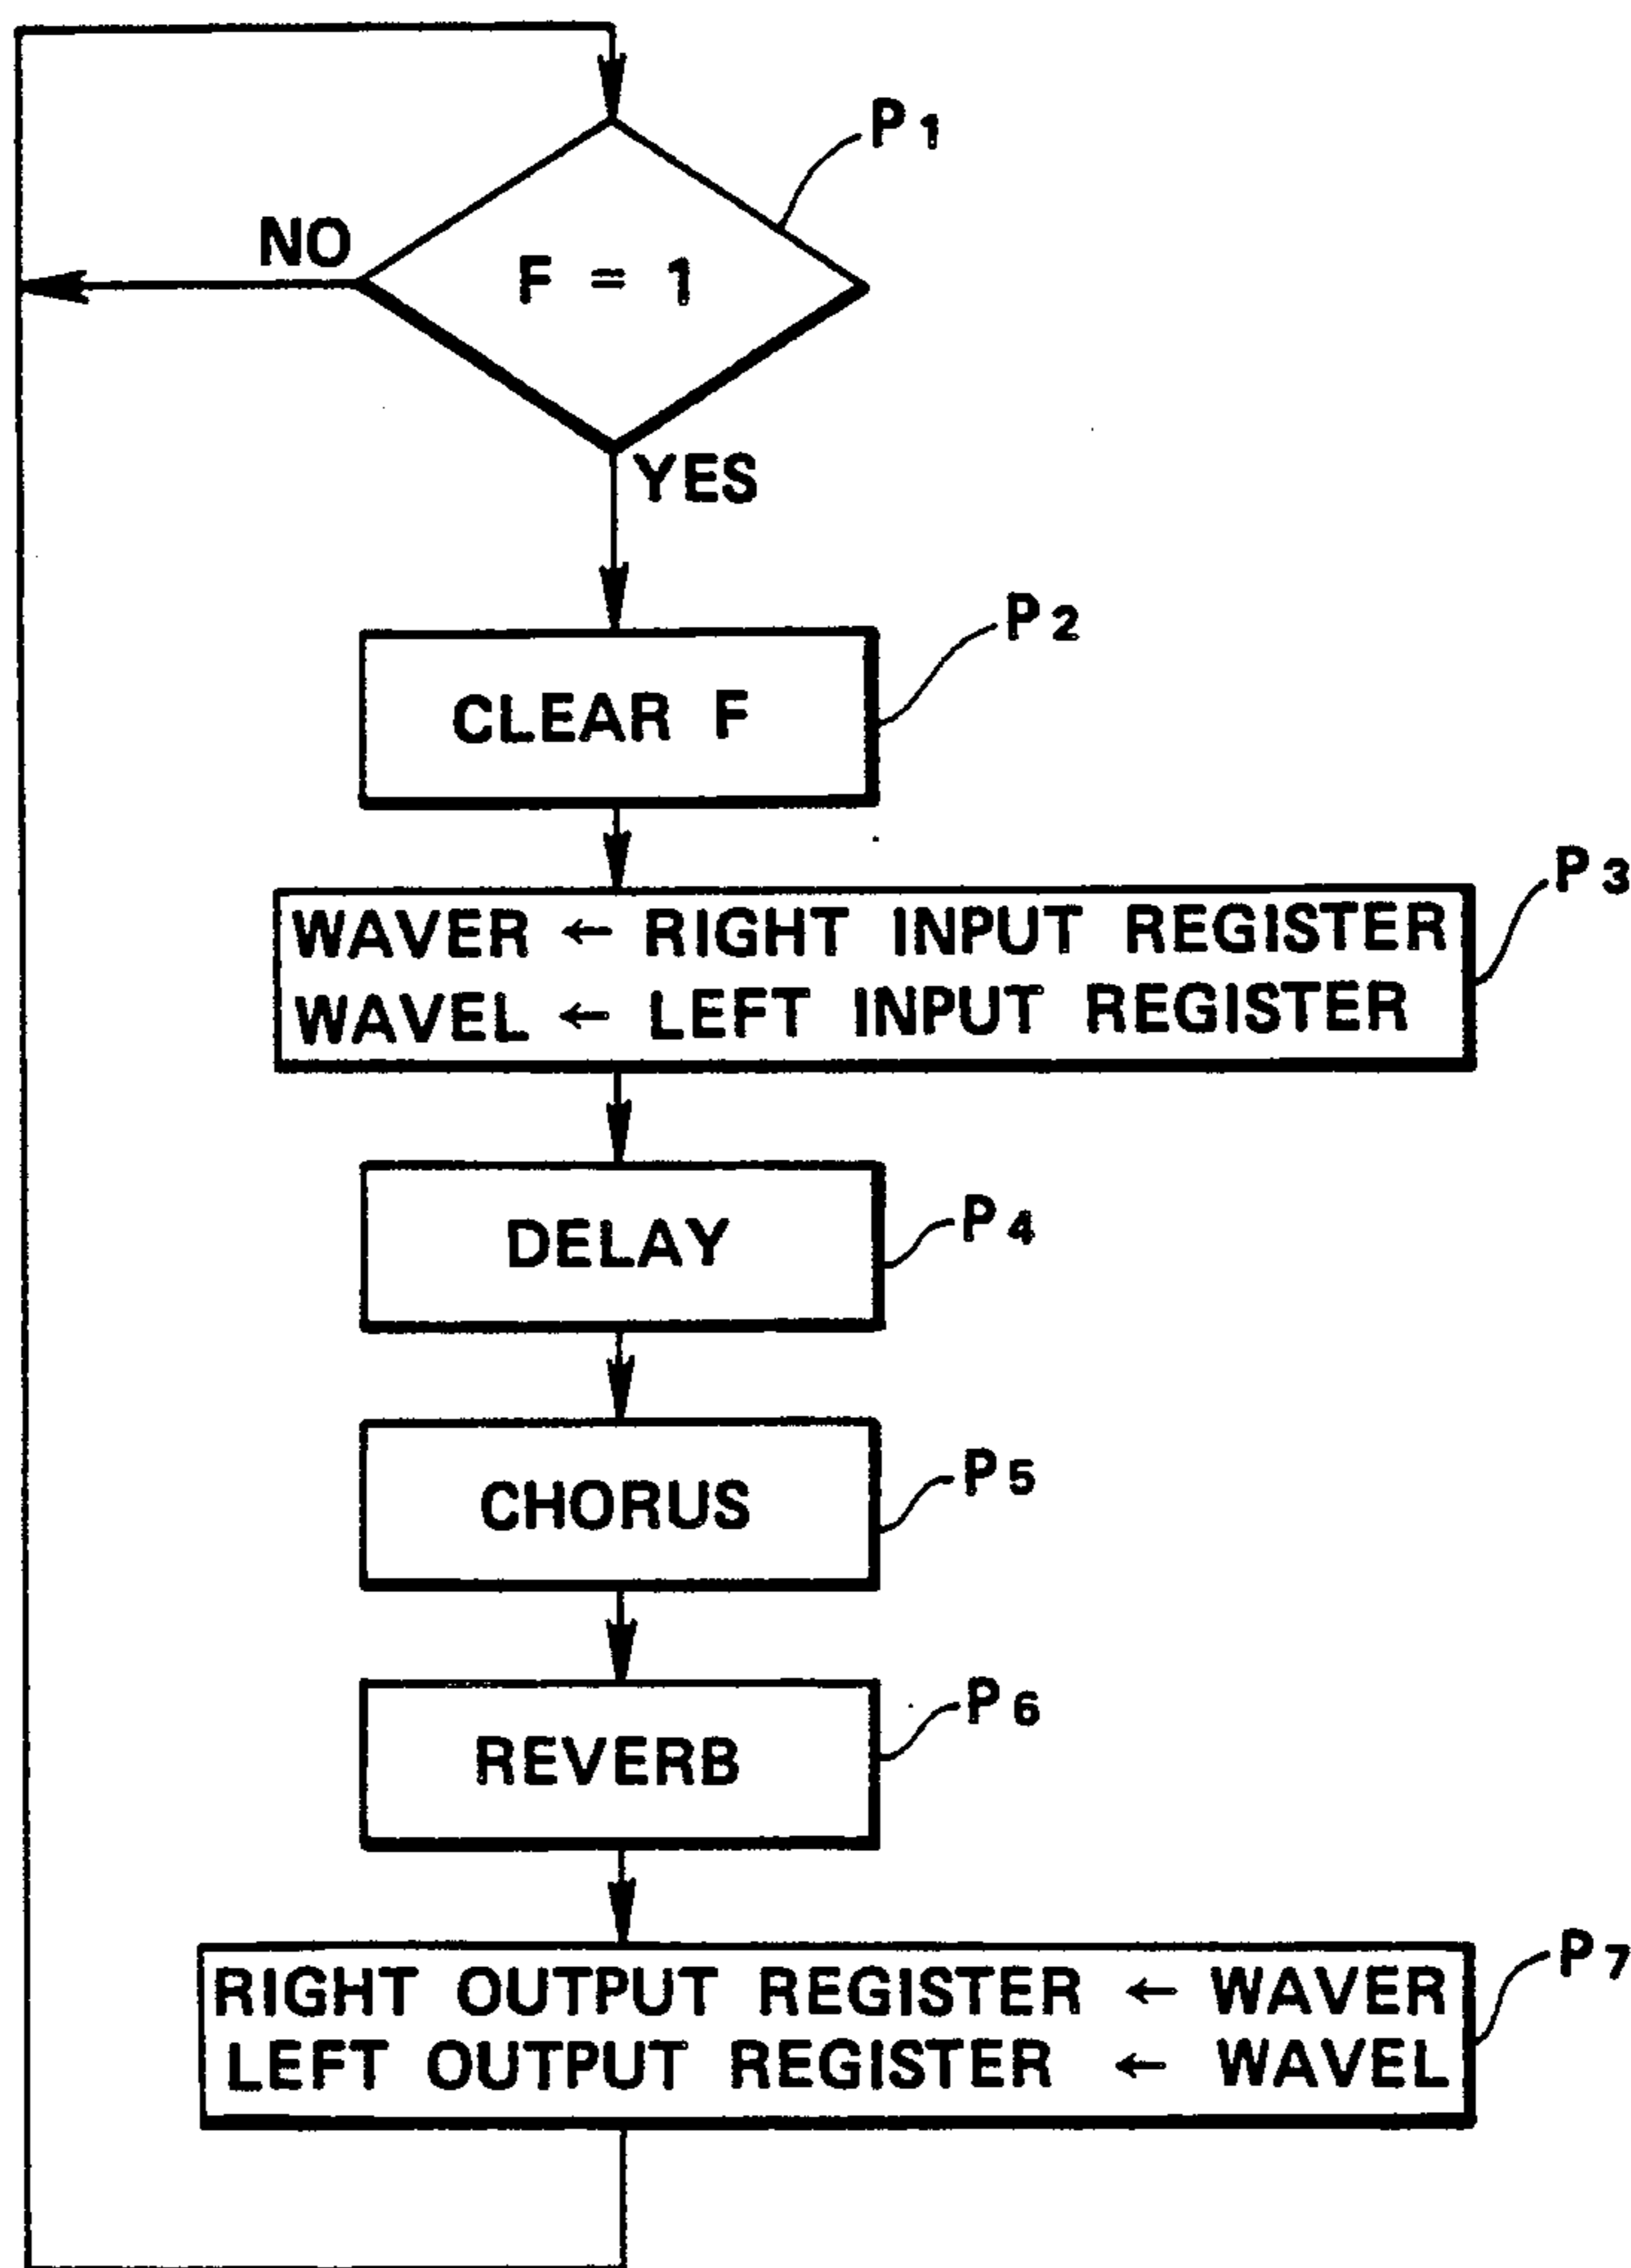 P1
NO
F = 1
YES
P2
CLEAR F
P3
WAVER ← RIGHT INPUT REGISTER
WAVEL ← LEFT INPUT REGISTER
P4
DELAY
P5
CHORUS
P6
REVERB
P7
RIGHT OUTPUT REGISTER ← WAVER
LEFT OUTPUT REGISTER ← WAVEL